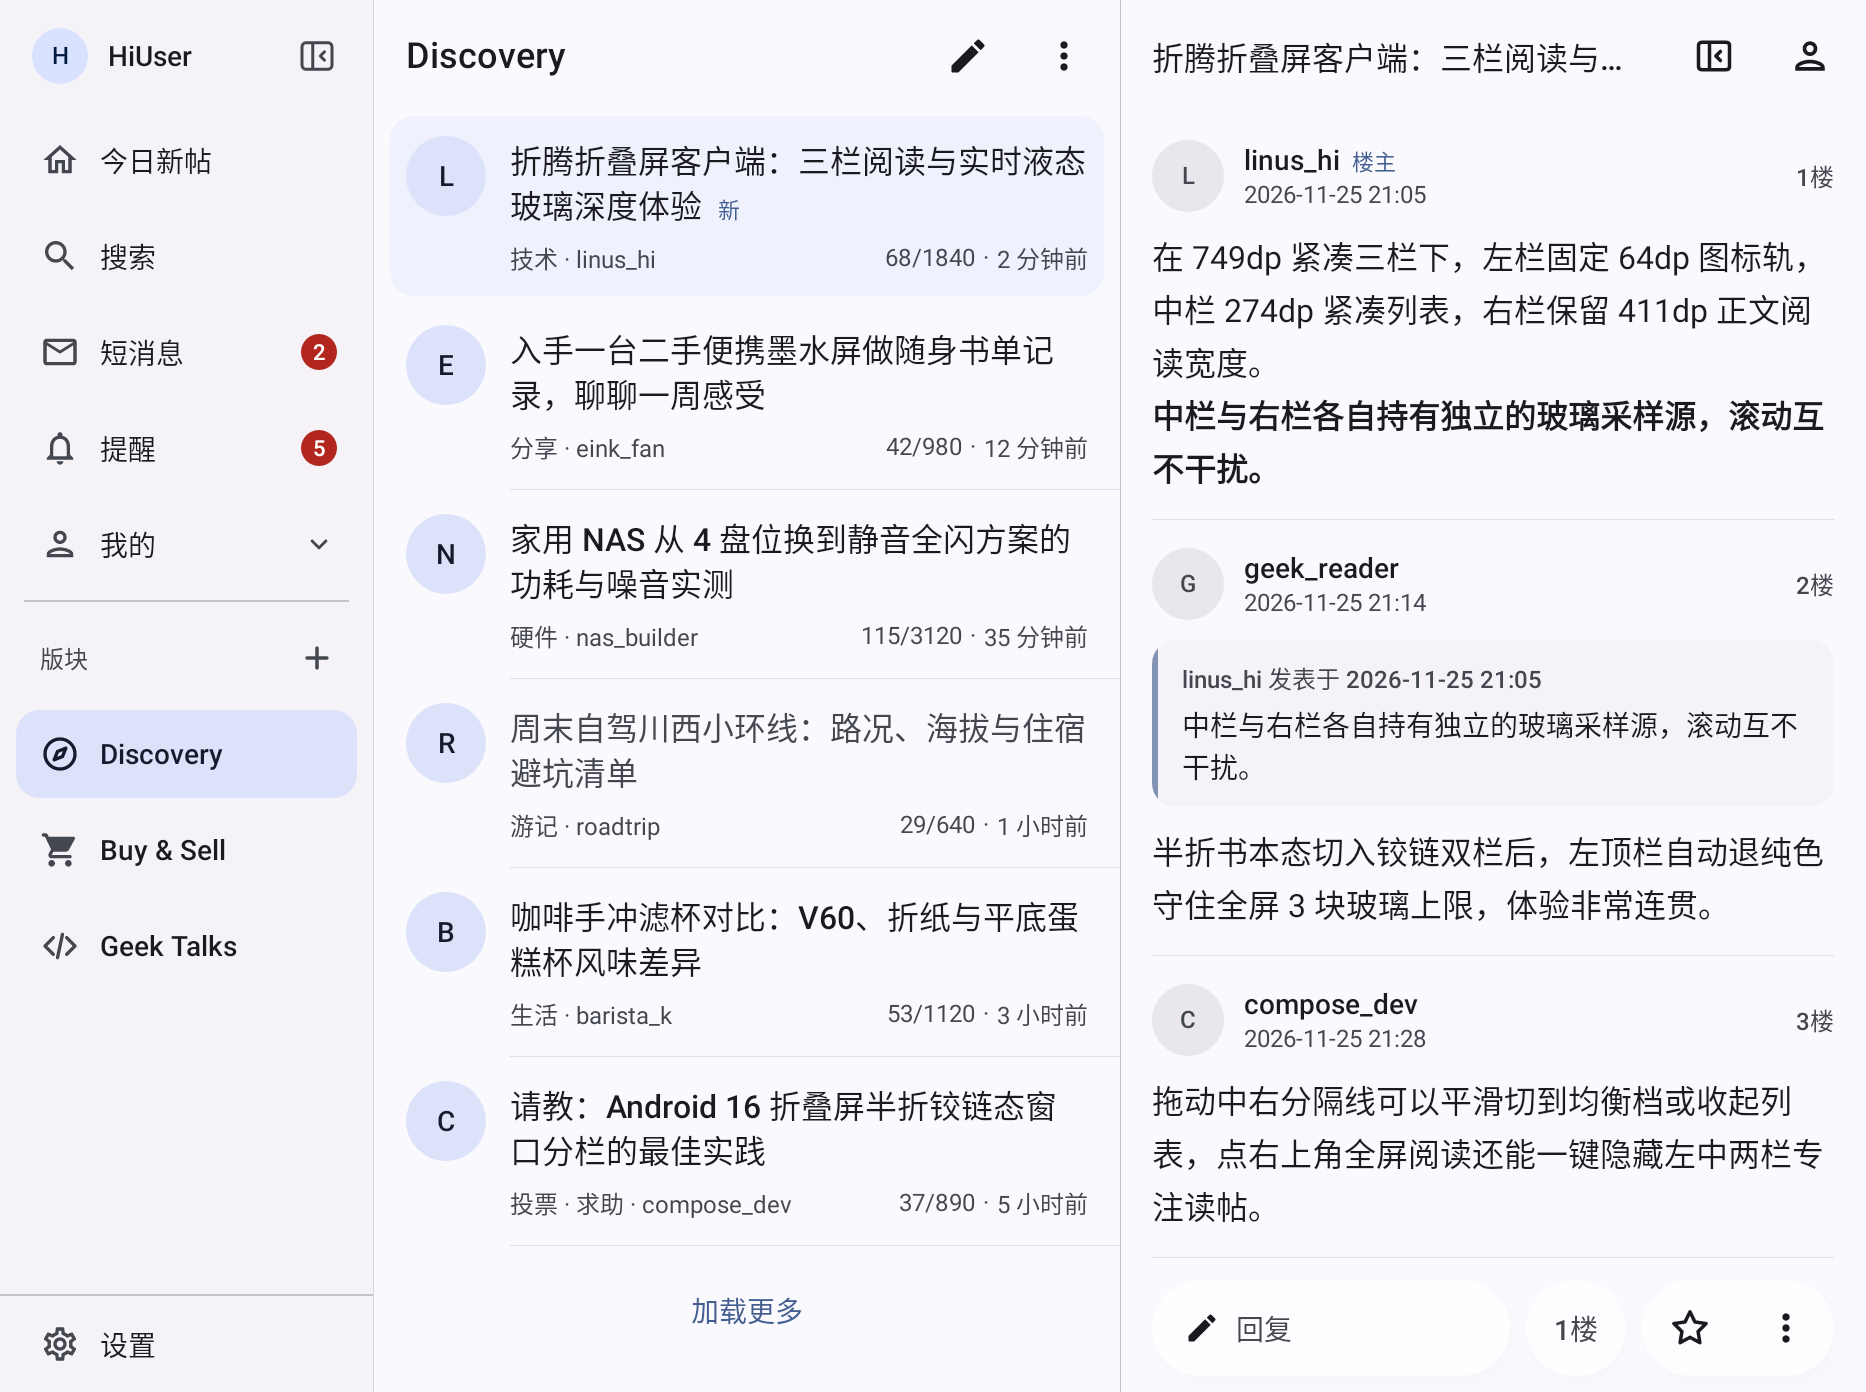 H HiUser
今日新帖
搜索
短消息 2
提醒 5
我的
版块
Discovery
Buy & Sell
Geek Talks
设置
Discovery
L
折腾折叠屏客户端：三栏阅读与实时液态
玻璃深度体验 新
技术 · linus_hi 68/1840 · 2 分钟前
E
入手一台二手便携墨水屏做随身书单记
录，聊聊一周感受
分享 · eink_fan 42/980 · 12 分钟前
N
家用 NAS 从 4 盘位换到静音全闪方案的
功耗与噪音实测
硬件 · nas_builder 115/3120 · 35 分钟前
R
周末自驾川西小环线：路况、海拔与住宿
避坑清单
游记 · roadtrip 29/640 · 1 小时前
B
咖啡手冲滤杯对比：V60、折纸与平底蛋
糕杯风味差异
生活 · barista_k 53/1120 · 3 小时前
C
请教：Android 16 折叠屏半折铰链态窗
口分栏的最佳实践
投票 · 求助 · compose_dev 37/890 · 5 小时前
加载更多
折腾折叠屏客户端：三栏阅读与...
L linus_hi 楼主 1楼
2026-11-25 21:05
在 749dp 紧凑三栏下，左栏固定 64dp 图标轨，
中栏 274dp 紧凑列表，右栏保留 411dp 正文阅
读宽度。
中栏与右栏各自持有独立的玻璃采样源，滚动互
不干扰。
G geek_reader 2楼
2026-11-25 21:14
linus_hi 发表于 2026-11-25 21:05
中栏与右栏各自持有独立的玻璃采样源，滚动互不
干扰。
半折书本态切入铰链双栏后，左顶栏自动退纯色
守住全屏 3 块玻璃上限，体验非常连贯。
C compose_dev 3楼
2026-11-25 21:28
拖动中右分隔线可以平滑切到均衡档或收起列
表，点右上角全屏阅读还能一键隐藏左中两栏专
注读帖。
回复 1楼